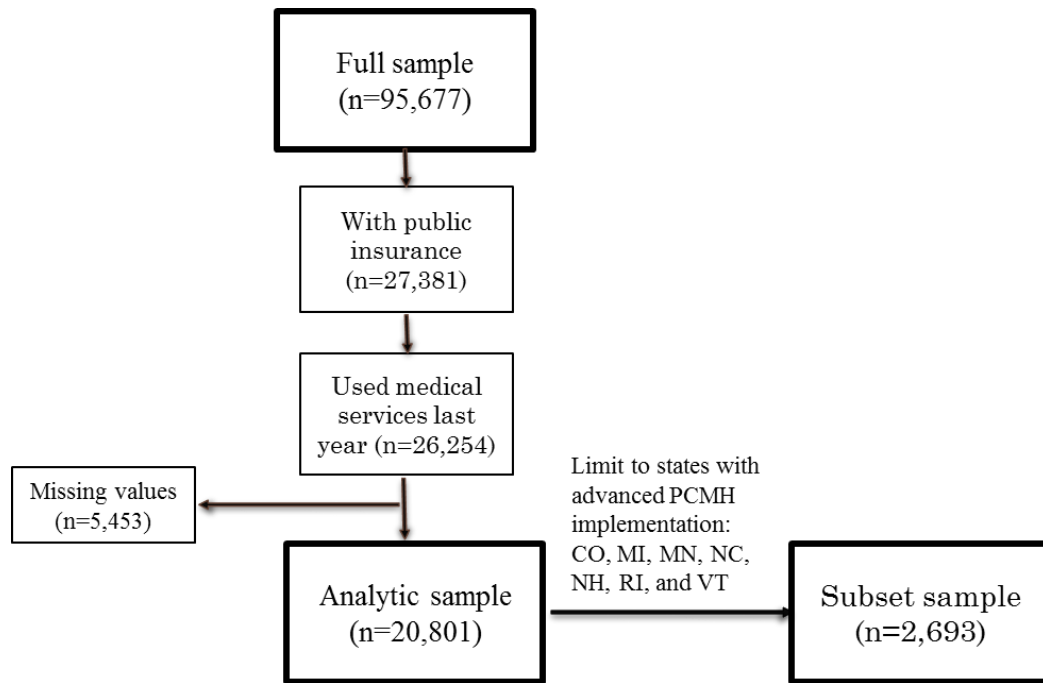 Full sample
(n=95,677)
With public
insurance
(n=27,381)
Used medical
services last
year (n=26,254)
Missing values
(n=5,453)
Limit to states with
advanced PCMH
implementation:
CO, MI, MN, NC,
NH, RI, and VT
Analytic sample
(n=20,801)
Subset sample
(n=2,693)